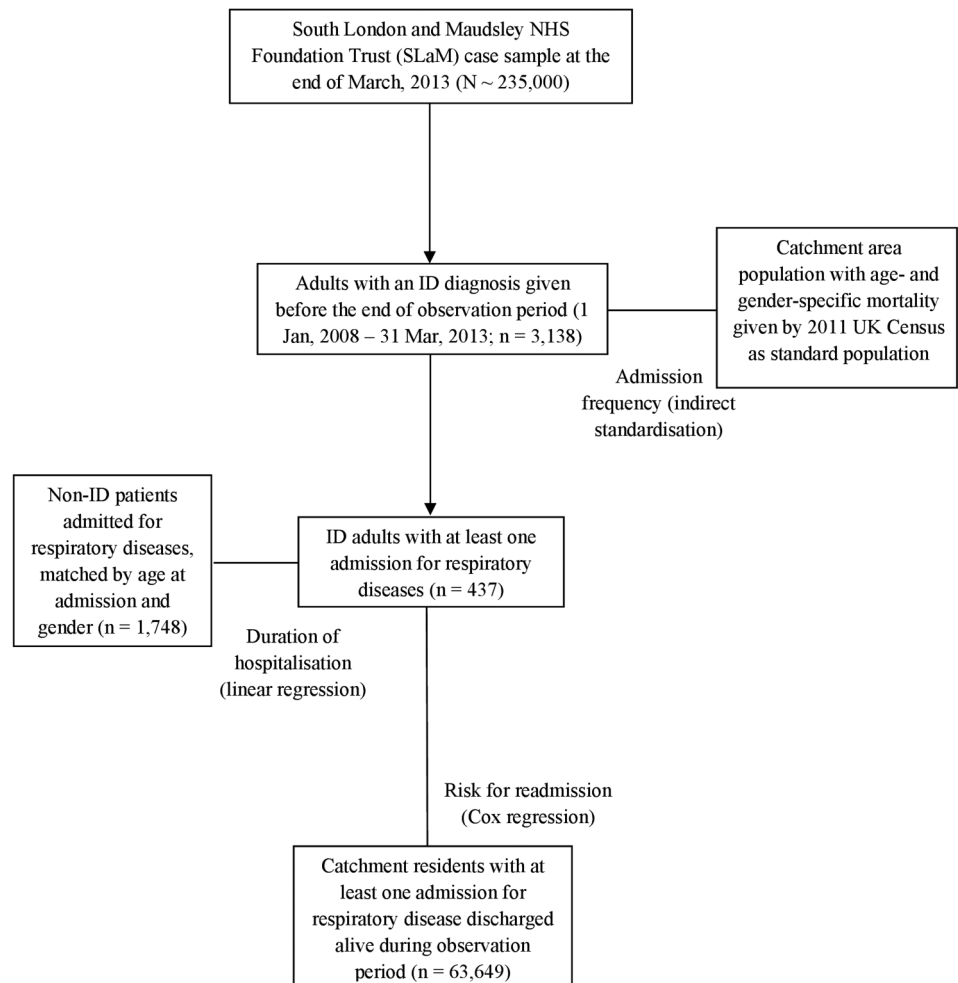 South London and Maudsley NHS
Foundation Trust (SLaM) case sample at the
end of March, 2013 (N ~ 235,000)
Adults with an ID diagnosis given
before the end of observation period (1
Jan, 2008 – 31 Mar, 2013; n = 3,138)
Catchment area
population with age- and
gender-specific mortality
given by 2011 UK Census
as standard population
Admission
frequency (indirect
standardisation)
Non-ID patients
admitted for
respiratory diseases,
matched by age at
admission and
gender (n = 1,748)
ID adults with at least one
admission for respiratory
diseases (n = 437)
Duration of
hospitalisation
(linear regression)
Risk for readmission
(Cox regression)
Catchment residents with at
least one admission for
respiratory disease discharged
alive during observation
period (n = 63,649)